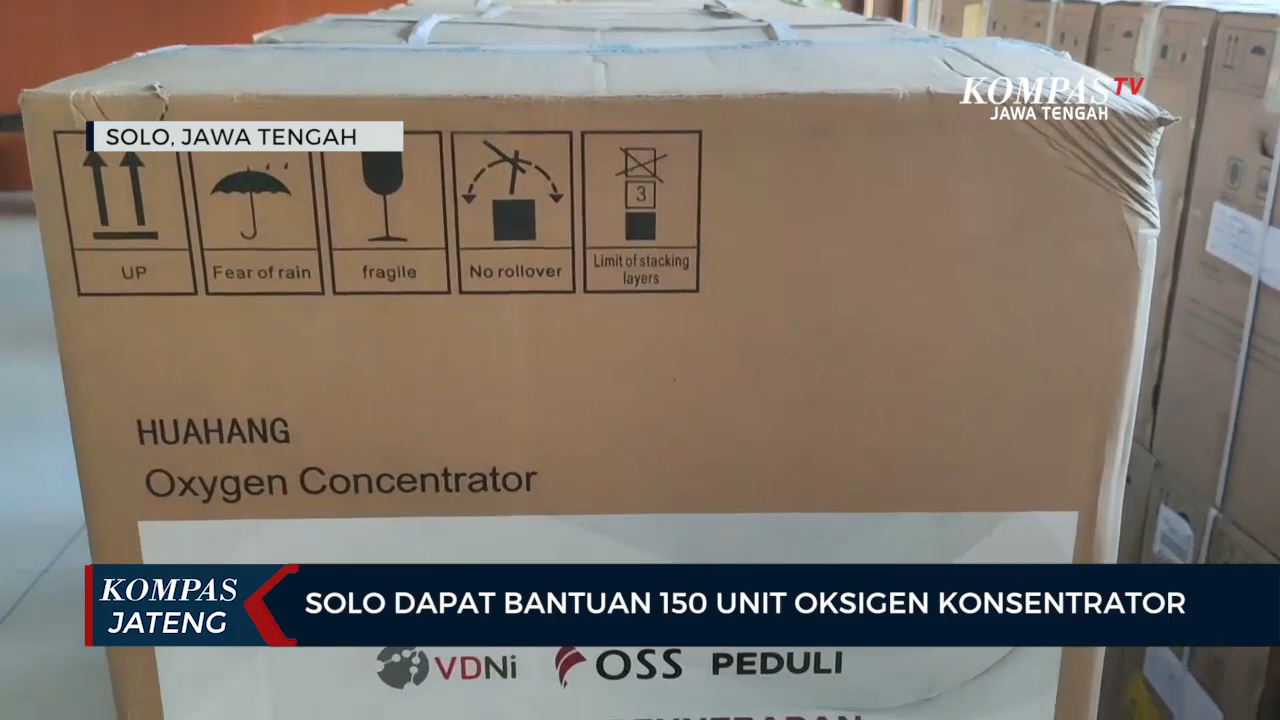 KOMPAS TV
JAWA TENGAH
SOLO, JAWA TENGAH
3
UP
Fear of rain
fragile
No rollover
Limit of stacking
layers
HUAHANG
Oxygen Concentrator
KOMPAS
JATENG
SOLO DAPAT BANTUAN 150 UNIT OKSIGEN KONSENTRATOR
VDNi OSS PEDULI